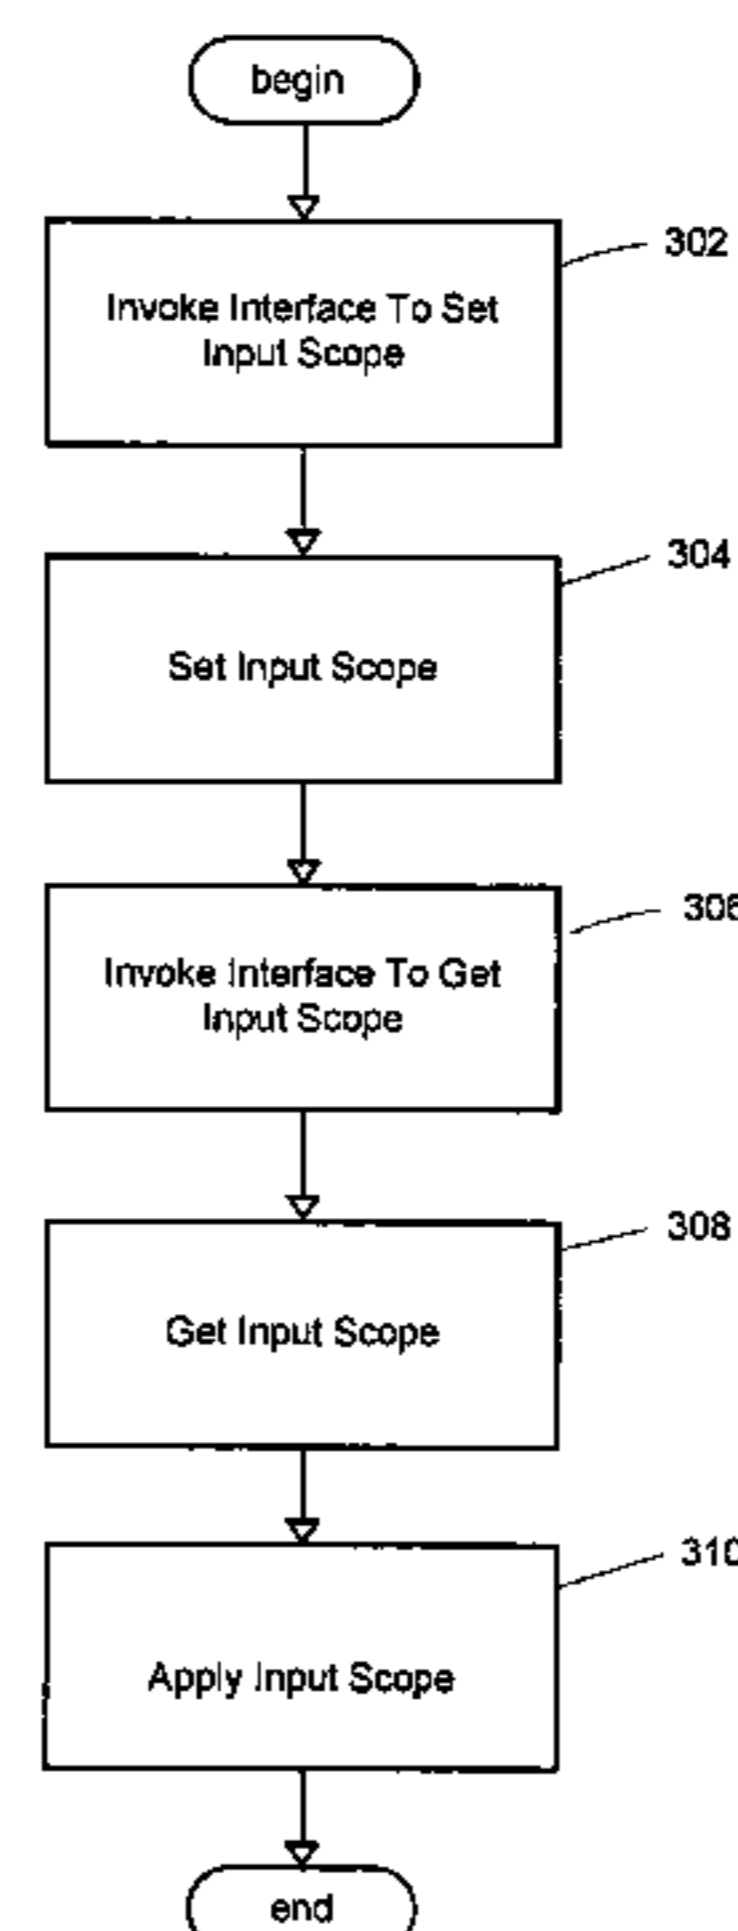 begin
302
Invoke Interface To Set
Input Scope
304
Set Input Scope
306
Invoke Interface To Get
Input Scope
308
Get Input Scope
310
Apply Input Scope
end